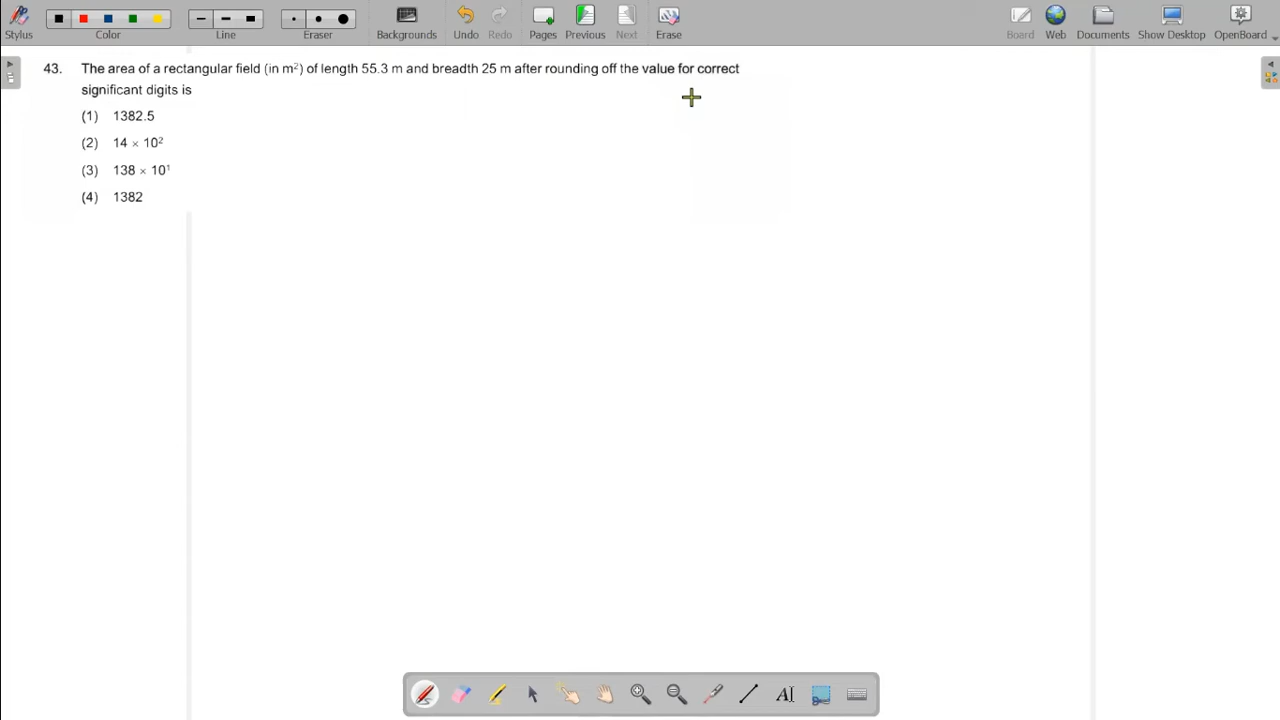 Stylus
Color
Line
Eraser
Backgrounds
Undo
Redo
Pages
Previous
Next
Erase
Board
Web
Documents
Show Desktop
OpenBoard
43. The area of a rectangular field (in m²) of length 55.3 m and breadth 25 m after rounding off the value for correct
significant digits is
(1) 1382.5
(2) 14 × 10²
(3) 138 × 10¹
(4) 1382
AI